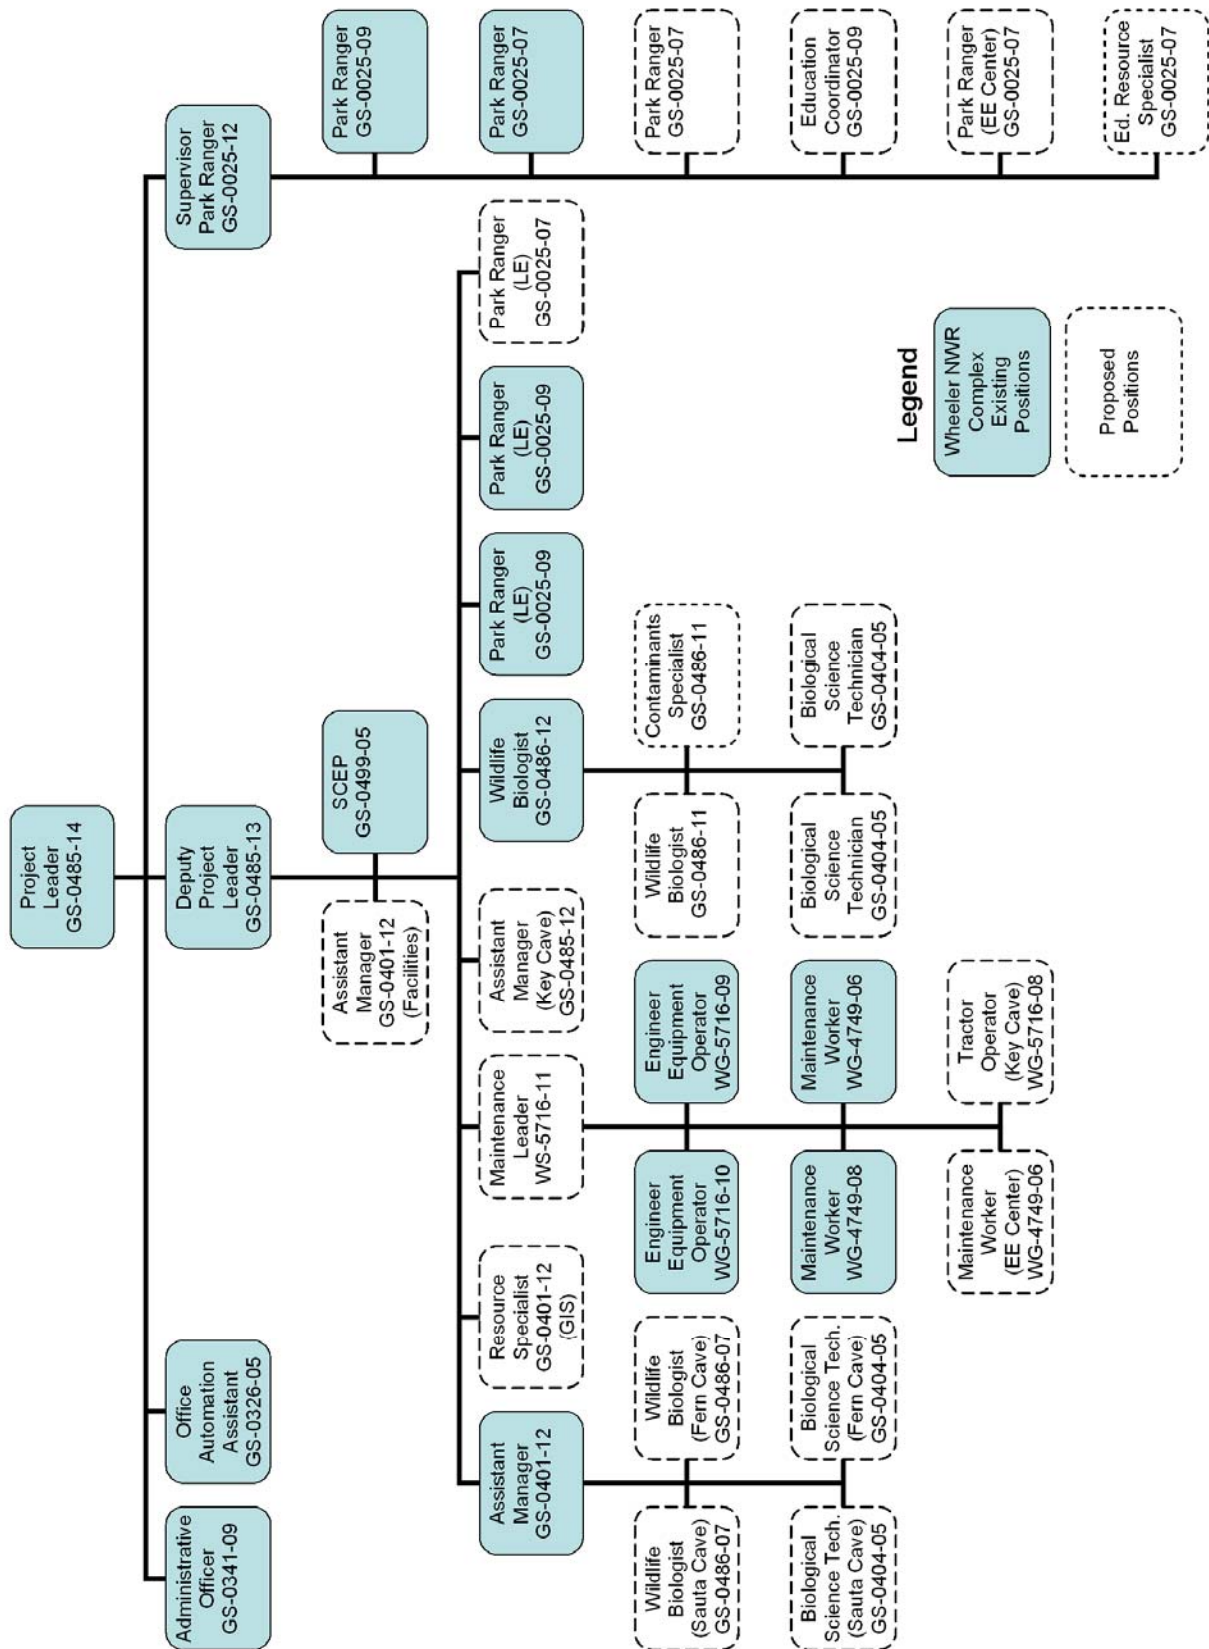 Project
Leader
GS-0485-14
Administrative
Officer
GS-0341-09
Office
Automation
Assistant
GS-0326-05
Deputy
Project
Leader
GS-0485-13
Supervisor
Park Ranger
GS-0025-12
Assistant
Manager
GS-0401-12
(Facilities)
SCEP
GS-0499-05
Park Ranger
GS-0025-09
Assistant
Manager
GS-0401-12
Resource
Specialist
GS-0401-12
(GIS)
Maintenance
Leader
WS-5716-11
Assistant
Manager
(Key Cave)
GS-0485-12
Wildlife
Biologist
GS-0486-12
Park Ranger
(LE)
GS-0025-09
Park Ranger
(LE)
GS-0025-09
Park Ranger
(LE)
GS-0025-07
Park Ranger
GS-0025-07
Wildlife
Biologist
(Sauta Cave)
GS-0486-07
Wildlife
Biologist
(Fern Cave)
GS-0486-07
Engineer
Equipment
Operator
WG-5716-10
Engineer
Equipment
Operator
WG-5716-09
Wildlife
Biologist
GS-0486-11
Contaminants
Specialist
GS-0486-11
Park Ranger
GS-0025-07
Biological
Science Tech.
(Sauta Cave)
GS-0404-05
Biological
Science Tech.
(Fern Cave)
GS-0404-05
Maintenance
Worker
WG-4749-08
Maintenance
Worker
WG-4749-06
Biological
Science
Technician
GS-0404-05
Biological
Science
Technician
GS-0404-05
Education
Coordinator
GS-0025-09
Maintenance
Worker
(EE Center)
WG-4749-06
Tractor
Operator
(Key Cave)
WG-5716-08
Park Ranger
(EE Center)
GS-0025-07
Ed. Resource
Specialist
GS-0025-07
Legend
Wheeler NWR
Complex
Existing
Positions
Proposed
Positions